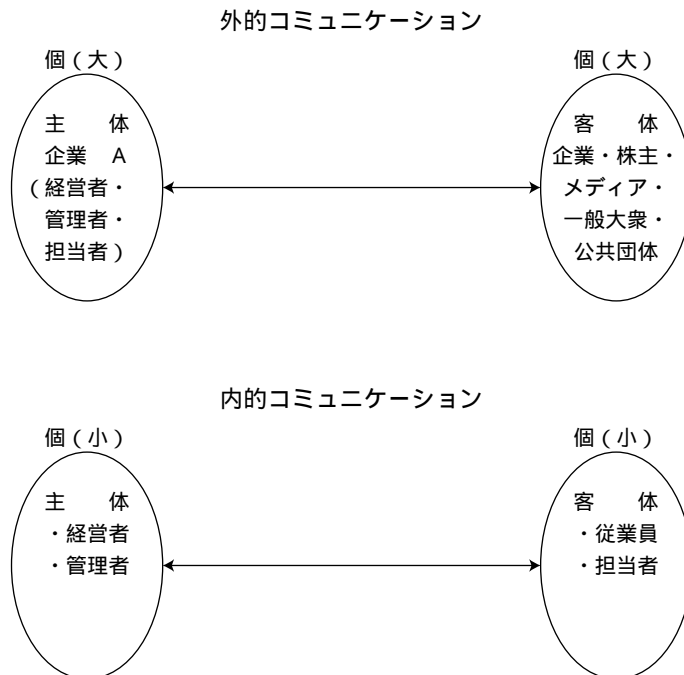 外的コミュニケーション
個(大)
主 体
企業 A
(経営者・
管理者・
担当者)
個(大)
客 体
企業・株主・
メディア・
一般大衆・
公共団体
内的コミュニケーション
個(小)
主 体
・経営者
・管理者
個(小)
客 体
・従業員
・担当者